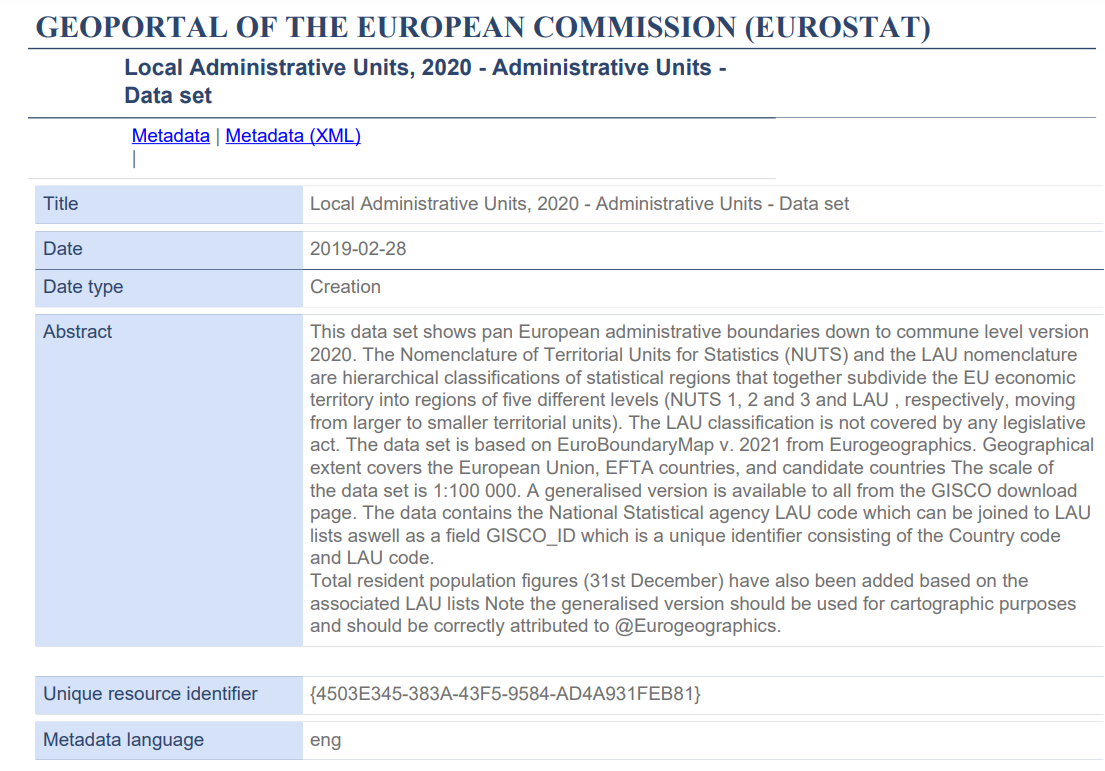 GEOPORTAL OF THE EUROPEAN COMMISSION (EUROSTAT)
Local Administrative Units, 2020 - Administrative Units -
Data set
Metadata | Metadata (XML)
|
Title Local Administrative Units, 2020 - Administrative Units - Data set
Date 2019-02-28
Date type Creation
Abstract This data set shows pan European administrative boundaries down to commune level version
2020. The Nomenclature of Territorial Units for Statistics (NUTS) and the LAU nomenclature
are hierarchical classifications of statistical regions that together subdivide the EU economic
territory into regions of five different levels (NUTS 1, 2 and 3 and LAU , respectively, moving
from larger to smaller territorial units). The LAU classification is not covered by any legislative
act. The data set is based on EuroBoundaryMap v. 2021 from Eurogeographics. Geographical
extent covers the European Union, EFTA countries, and candidate countries The scale of
the data set is 1:100 000. A generalised version is available to all from the GISCO download
page. The data contains the National Statistical agency LAU code which can be joined to LAU
lists aswell as a field GISCO_ID which is a unique identifier consisting of the Country code
and LAU code.
Total resident population figures (31st December) have also been added based on the
associated LAU lists Note the generalised version should be used for cartographic purposes
and should be correctly attributed to @Eurogeographics.
Unique resource identifier {4503E345-383A-43F5-9584-AD4A931FEB81}
Metadata language eng